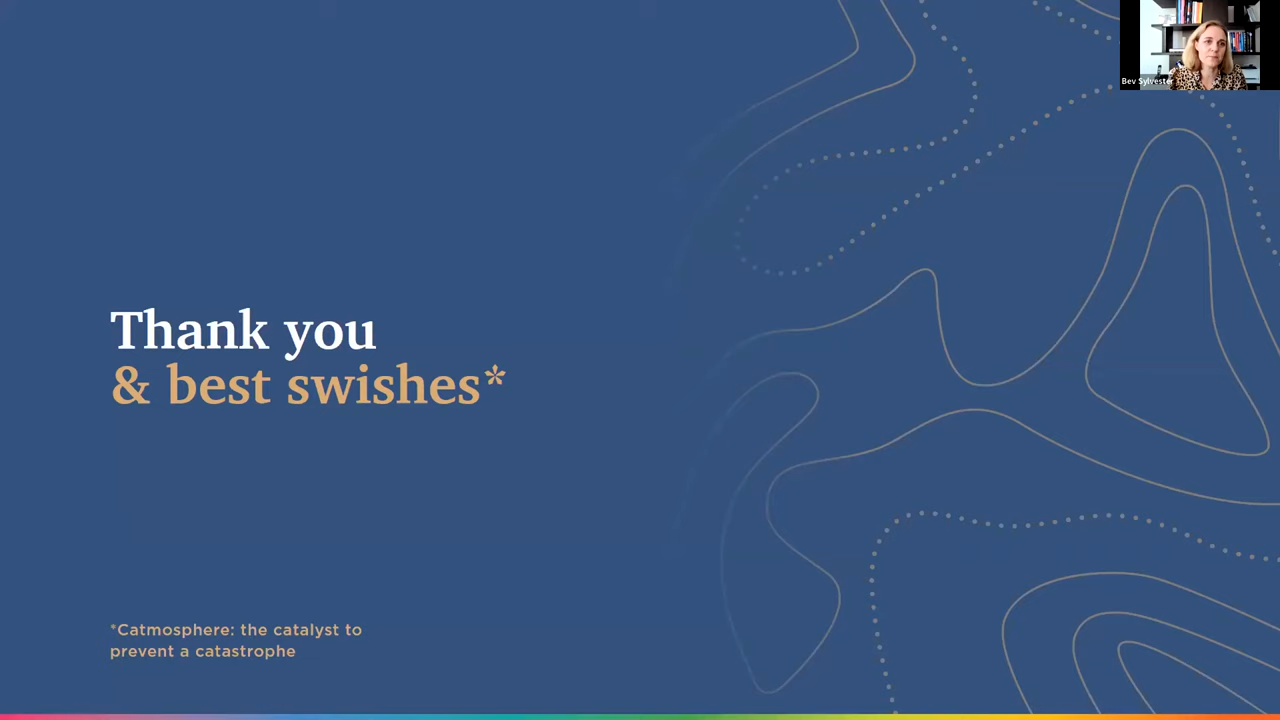 Bev Sylvester
Thank you
& best swishes*
*Catmosphere: the catalyst to
prevent a catastrophe